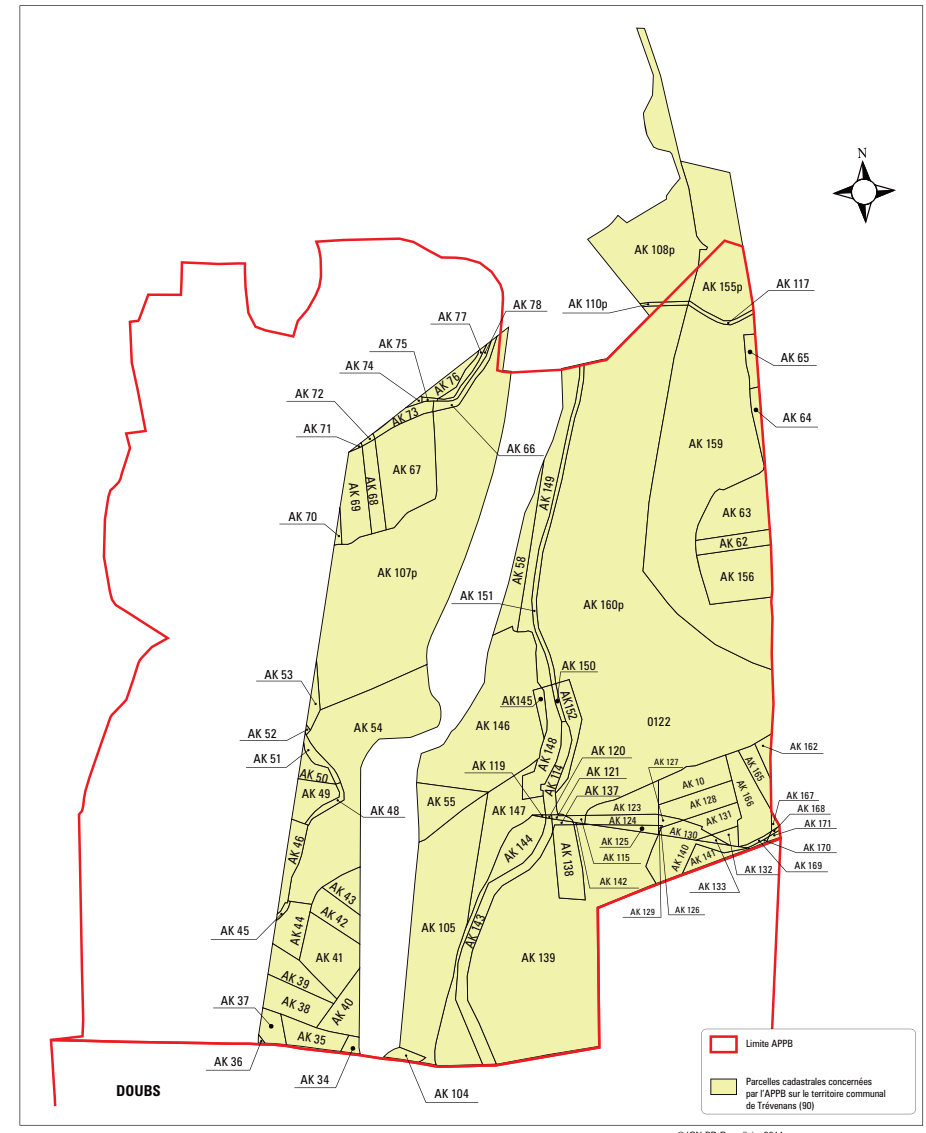 N
AK 108p
AK 155p
AK 117
AK 110p
AK 78
AK 77
AK 75
AK 74
AK 76
AK 65
AK 72
AK 73
AK 64
AK 71
AK 66
AK 159
AK 67
AK 68
AK 69
AK 149
AK 63
AK 70
AK 62
AK 58
AK 107p
AK 156
AK 151
AK 160p
AK 53
AK 150
AK145
AK152
AK 54
AK 146
0122
AK 52
AK 51
AK 148
AK 120
AK 127
AK 162
AK 119
AK 121
AK 165
AK 50
AK 114
AK 137
AK 10
AK 49
AK 48
AK 55
AK 147
AK 123
AK 128
AK 166
AK 167
AK 124
AK 131
AK 168
AK 46
AK 144
AK 125
AK 130
AK 171
AK 138
AK 115
AK 140
AK 141
AK 132
AK 170
AK 43
AK 142
AK 133
AK 169
AK 42
AK 129
AK 126
AK 45
AK 44
AK 105
AK 143
AK 41
AK 139
AK 39
AK 37
AK 38
AK 40
AK 35
AK 36
AK 34
AK 104
DOUBS
Limite APPB
Parcelles cadastrales concernées
par l'APPB sur le territoire communal
de Trévenans (90)